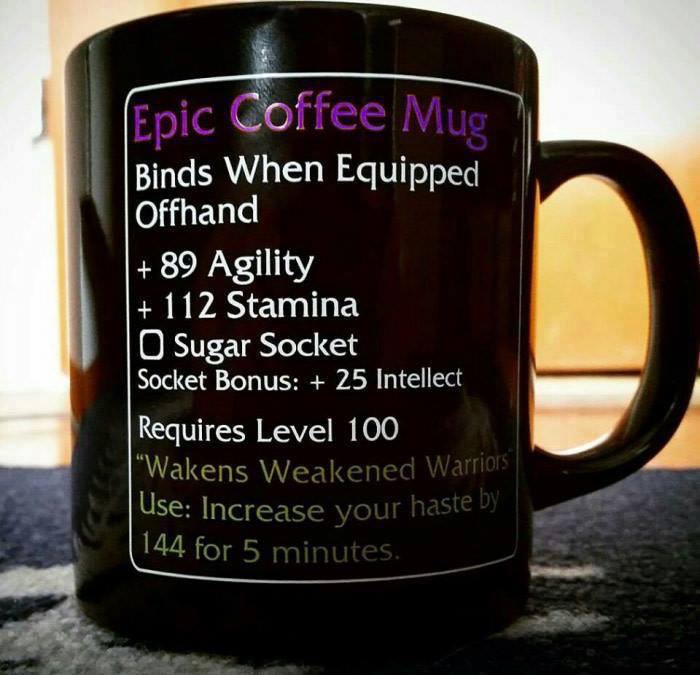 Epic Coffee Mug
Binds When Equipped
Offhand
+ 89 Agility
+ 112 Stamina
Sugar Socket
Socket Bonus: + 25 Intellect
Requires Level 100
"Wakens Weakened Warriors"
Use: Increase your haste by
144 for 5 minutes.